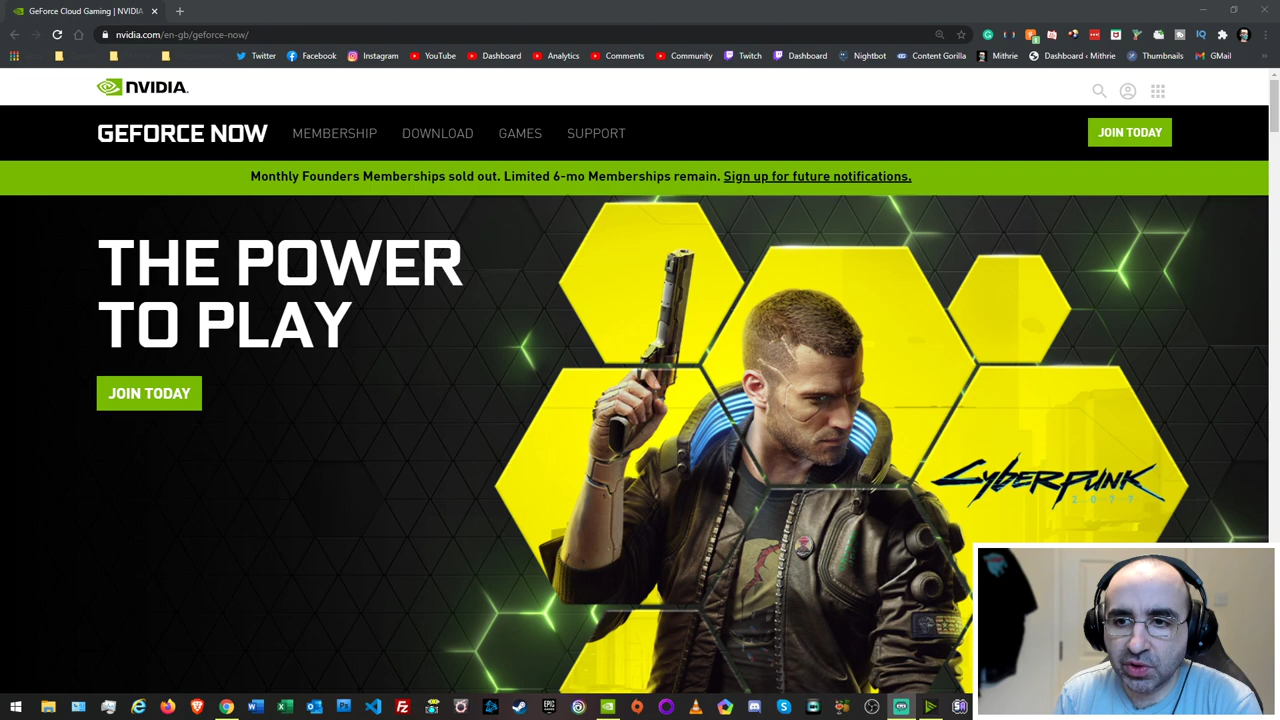 GeForce Cloud Gaming | NVIDIA
nvidia.com/en-gb/geforce-now/
Twitter Facebook Instagram YouTube Dashboard Analytics Comments Community Twitch Dashboard Nightbot Content Gorilla Mithrie Dashboard ‹ Mithrie Thumbnails GMail
NVIDIA.
GEFORCE NOW MEMBERSHIP DOWNLOAD GAMES SUPPORT JOIN TODAY
Monthly Founders Memberships sold out. Limited 6-mo Memberships remain. Sign up for future notifications.
THE POWER
TO PLAY
JOIN TODAY
CYBERPUNK
2077